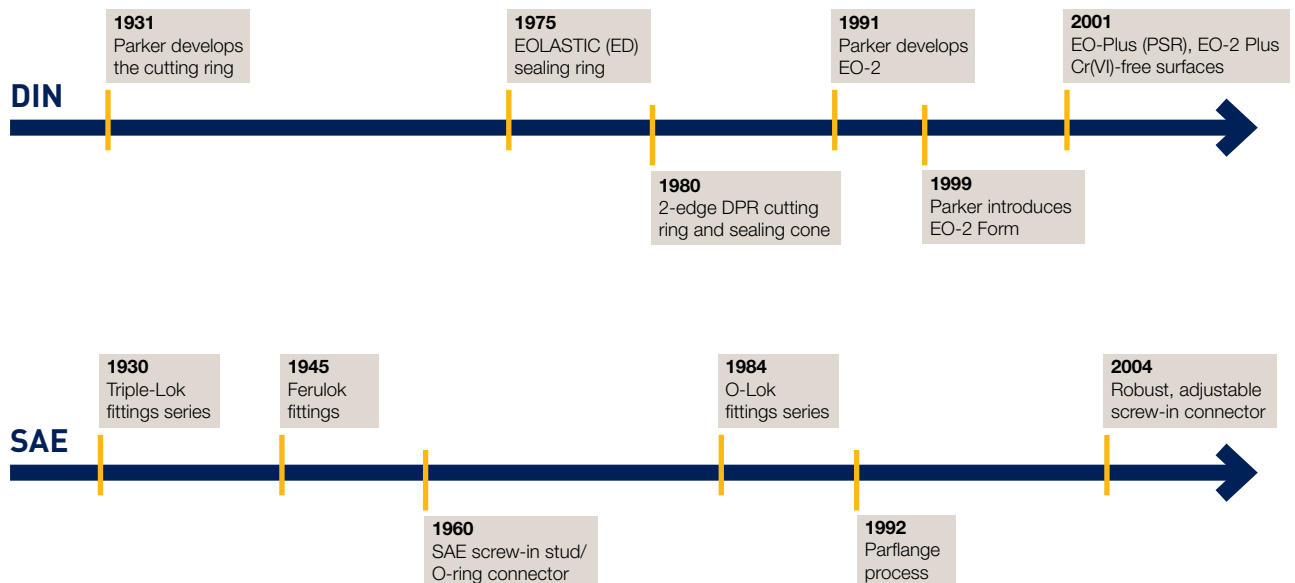 1931
Parker develops
the cutting ring
1975
EOLASTIC (ED)
sealing ring
1991
Parker develops
EO-2
2001
EO-Plus (PSR), EO-2 Plus
Cr(VI)-free surfaces
DIN
1980
2-edge DPR cutting
ring and sealing cone
1999
Parker introduces
EO-2 Form
1930
Triple-Lok
fittings series
1945
Ferulok
fittings
1984
O-Lok
fittings series
2004
Robust, adjustable
screw-in connector
SAE
1960
SAE screw-in stud/
O-ring connector
1992
Parflange
process